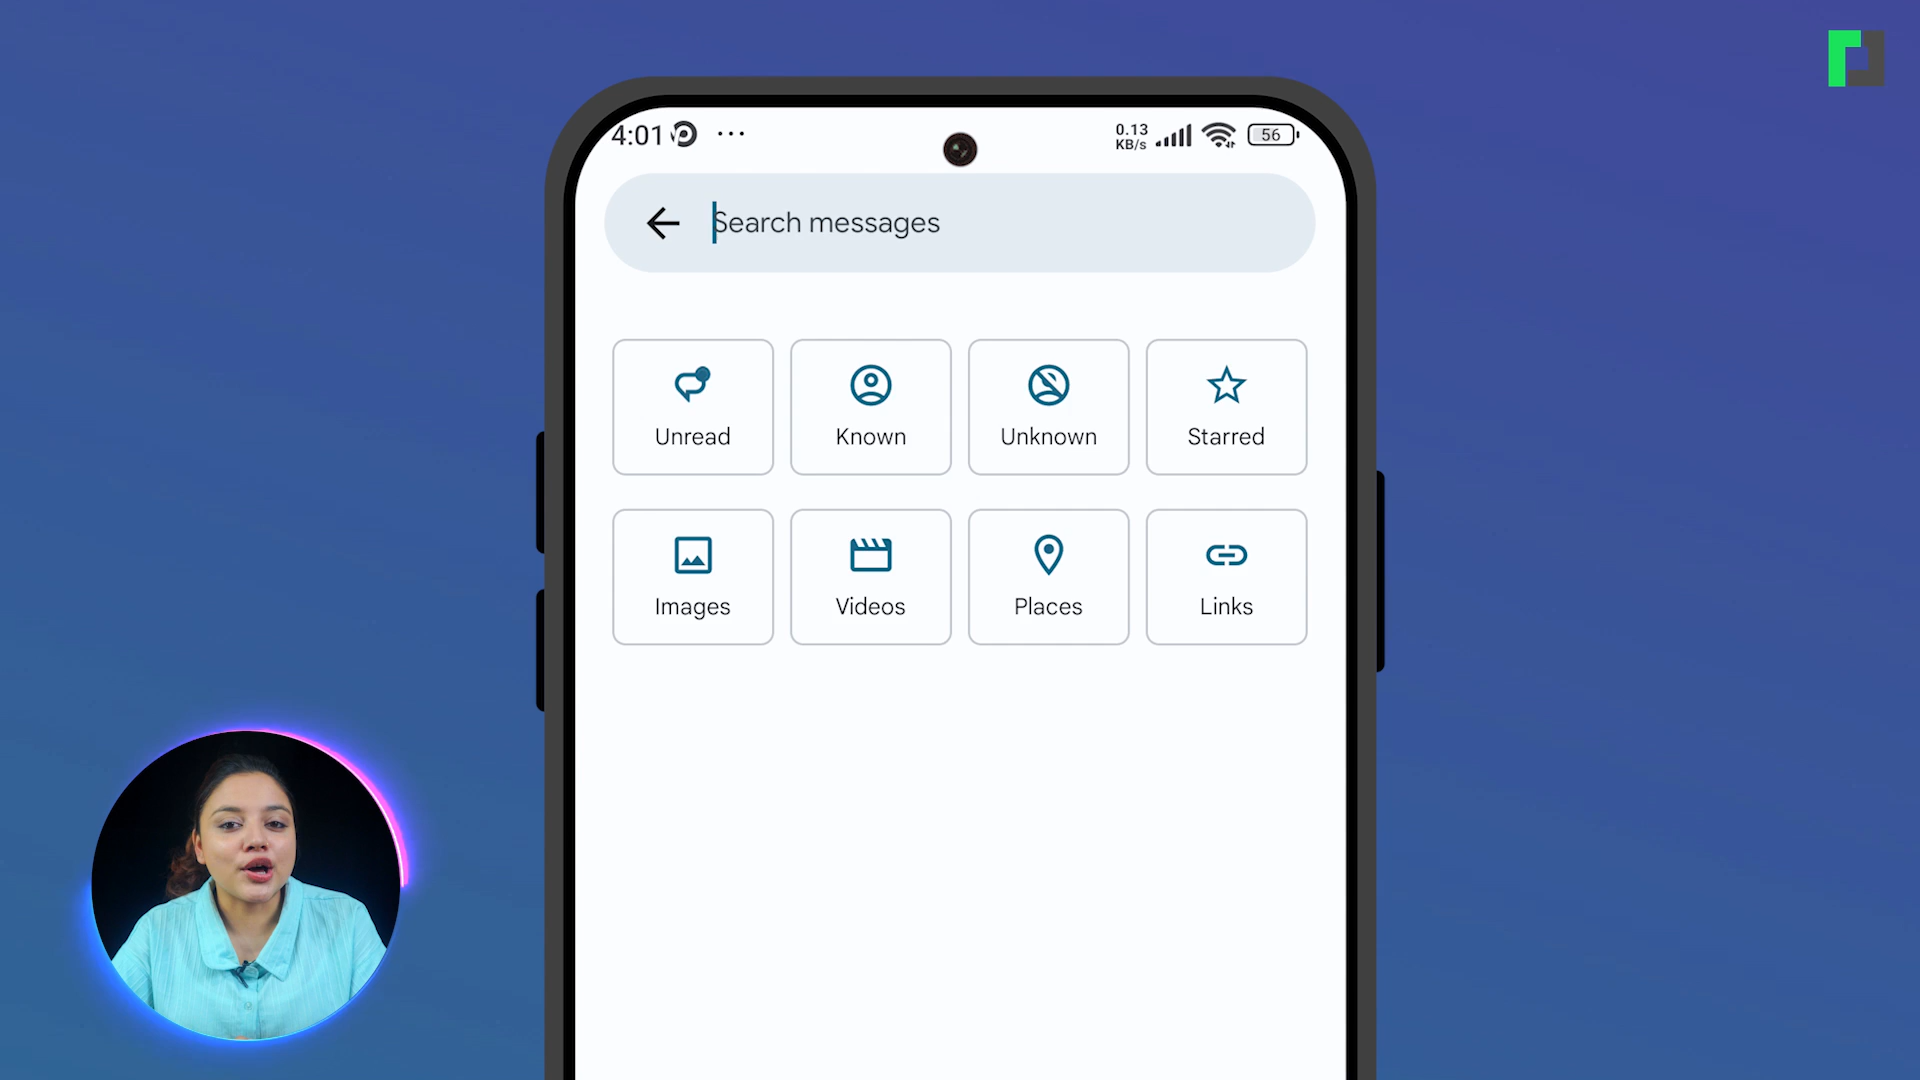 4:01
0.13
KB/s
56
Search messages
Unread
Known
Unknown
Starred
Images
Videos
Places
Links